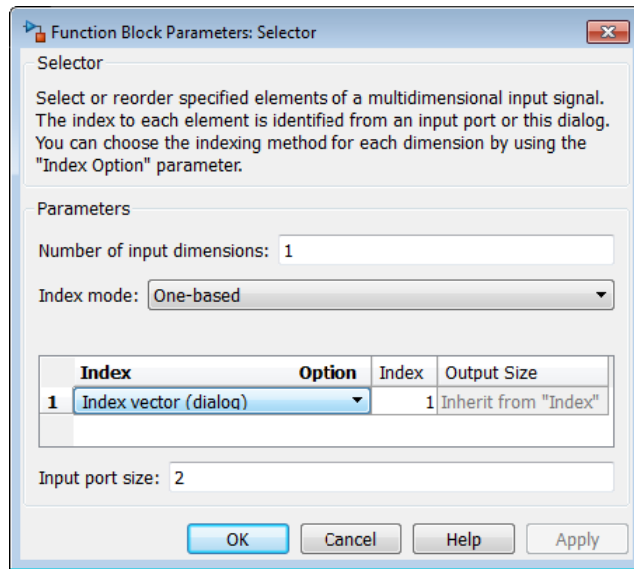 Function Block Parameters: Selector
Selector
Select or reorder specified elements of a multidimensional input signal.
The index to each element is identified from an input port or this dialog.
You can choose the indexing method for each dimension by using the
"Index Option" parameter.
Parameters
Number of input dimensions: 1
Index mode: One-based
Index Option Index Output Size
1 Index vector (dialog) 1 Inherit from "Index"
Input port size: 2
OK Cancel Help Apply